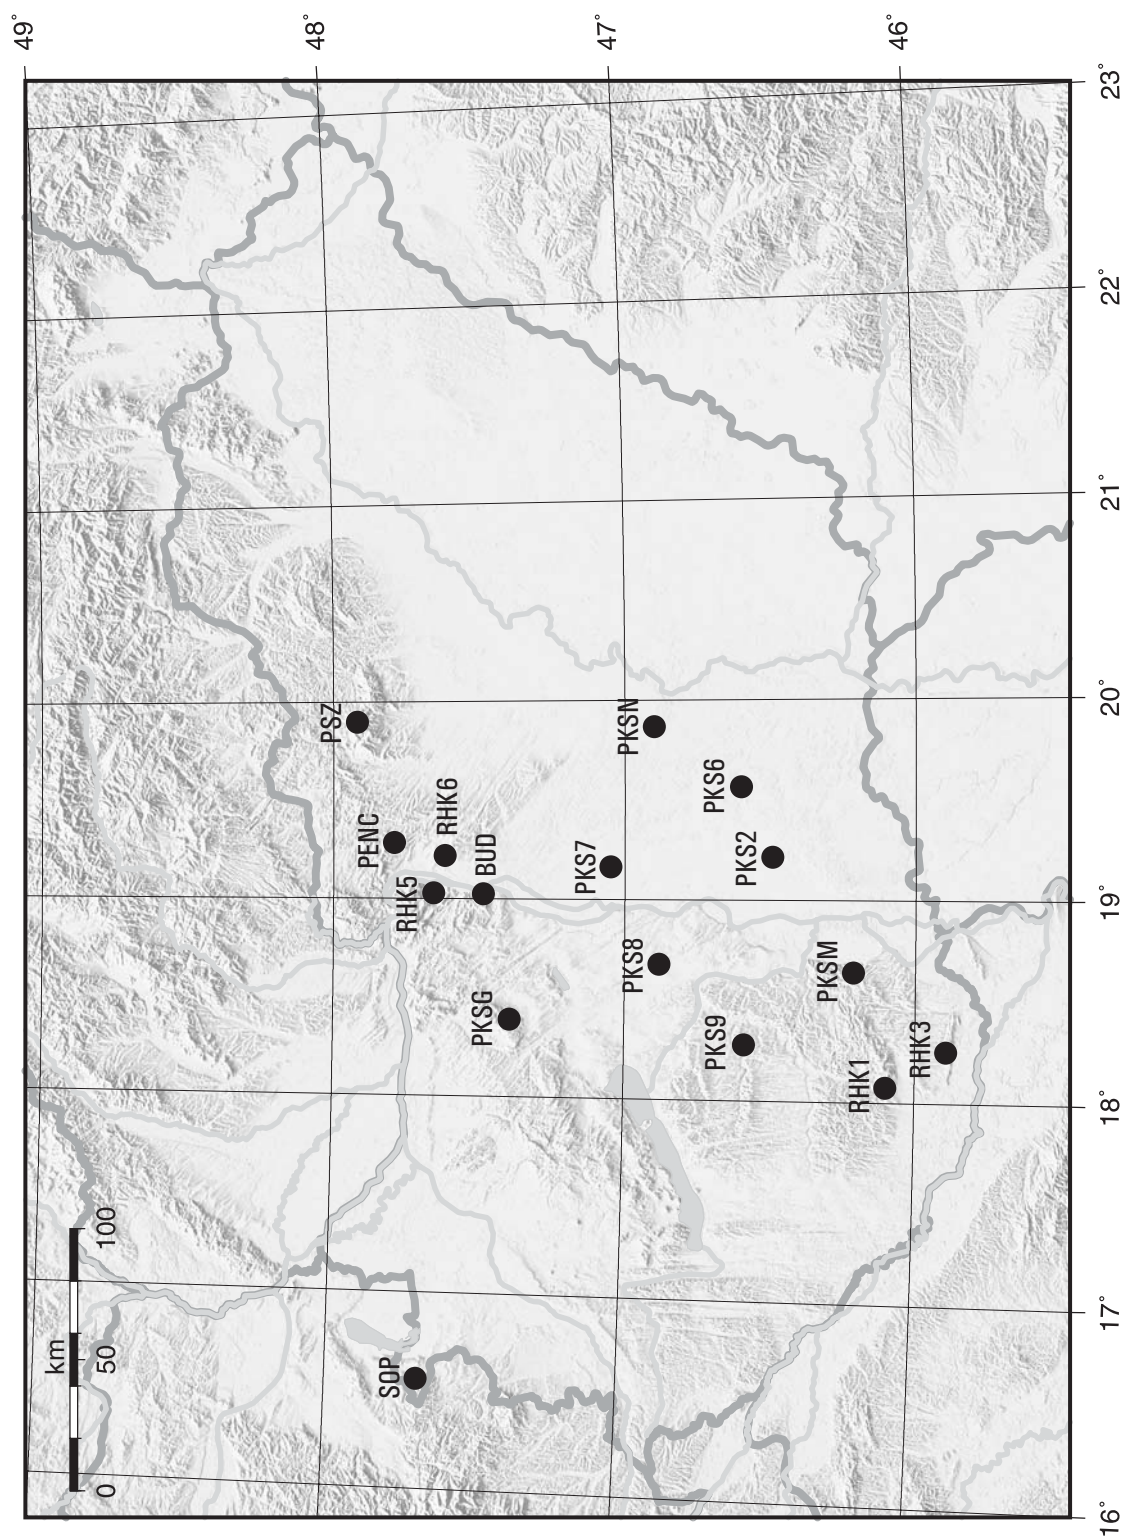 49°
48°
47°
46°
16°
17°
18°
19°
20°
21°
22°
23°
km
0 50 100
SOP
PSZ
PENC
RHK6
RHK5
BUD
PKSG
PKS7
PKSN
PKS8
PKS6
PKS2
PKS9
PKSM
RHK1
RHK3